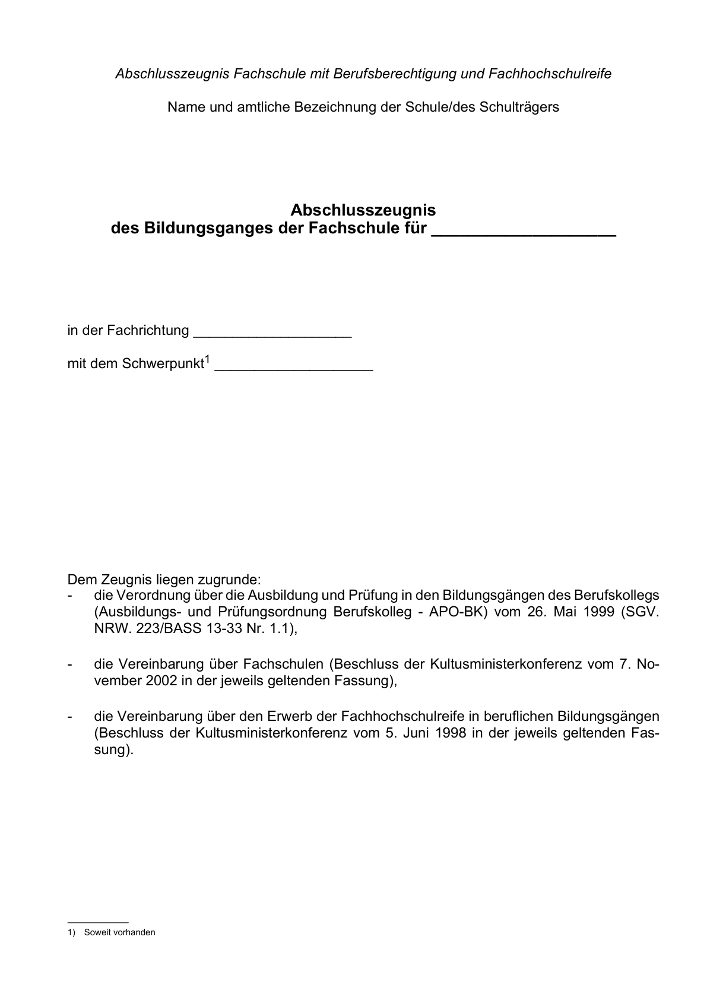 Abschlusszeugnis Fachschule mit Berufsberechtigung und Fachhochschulreife
Name und amtliche Bezeichnung der Schule/des Schulträgers
Abschlusszeugnis
des Bildungsganges der Fachschule für ____________________
in der Fachrichtung ____________________
mit dem Schwerpunkt1 ____________________
Dem Zeugnis liegen zugrunde:
- die Verordnung über die Ausbildung und Prüfung in den Bildungsgängen des Berufskollegs
(Ausbildungs- und Prüfungsordnung Berufskolleg - APO-BK) vom 26. Mai 1999 (SGV.
NRW. 223/BASS 13-33 Nr. 1.1),
- die Vereinbarung über Fachschulen (Beschluss der Kultusministerkonferenz vom 7. No-
vember 2002 in der jeweils geltenden Fassung),
- die Vereinbarung über den Erwerb der Fachhochschulreife in beruflichen Bildungsgängen
(Beschluss der Kultusministerkonferenz vom 5. Juni 1998 in der jeweils geltenden Fas-
sung).
1) Soweit vorhanden